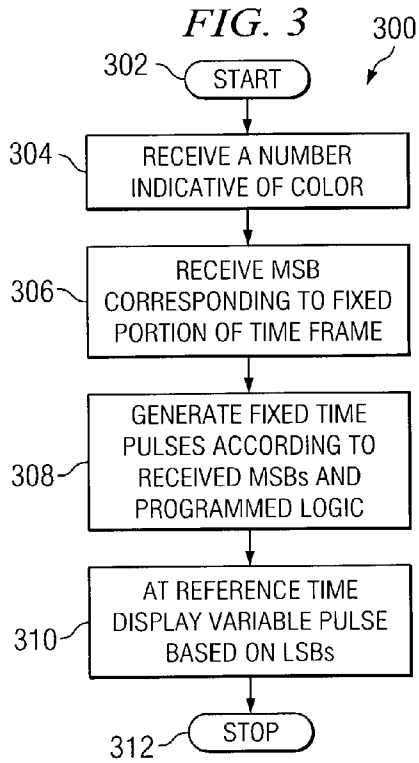 FIG. 3
300
302
START
304
RECEIVE A NUMBER
INDICATIVE OF COLOR
306
RECEIVE MSB
CORRESPONDING TO FIXED
PORTION OF TIME FRAME
308
GENERATE FIXED TIME
PULSES ACCORDING TO
RECEIVED MSBs AND
PROGRAMMED LOGIC
310
AT REFERENCE TIME
DISPLAY VARIABLE PULSE
BASED ON LSBs
312
STOP